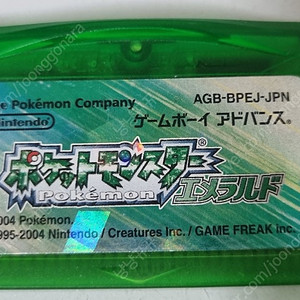 The Pokémon Company
AGB-BPEJ-JPN
Nintendo
ゲームボーイ アドバンス®
ポケットモンスター
Pokémon
エメラルド
2004 Pokémon,
1995-2004 Nintendo / Creatures Inc. / GAME FREAK Inc.